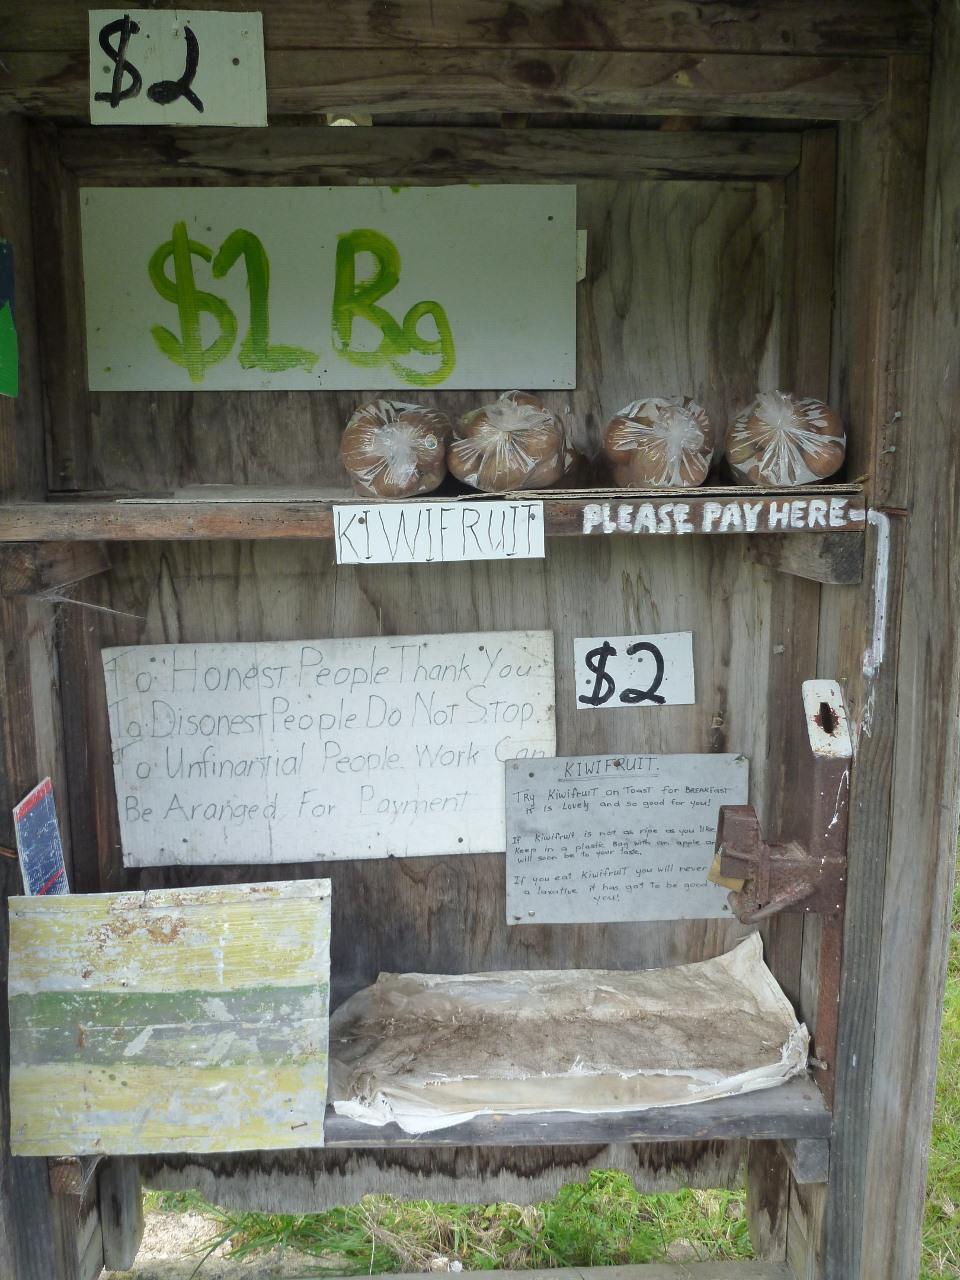 $2
$2 Bg
KIWIFRUIT
PLEASE PAY HERE
To Honest People Thank You
To Disonest People Do Not Stop.
To Unfinantial People. Work Can
Be Aranged For Payment
$2
KIWIFRUIT.
Try Kiwifruit on Toast for BREAKFAST
it is Lovely and so good for you!
If Kiwifruit is not as ripe as you like
Keep in a plastic Bag with an apple
will soon be to your taste.
If you eat Kiwifruit you will never
a laxative it has got to be good
you!